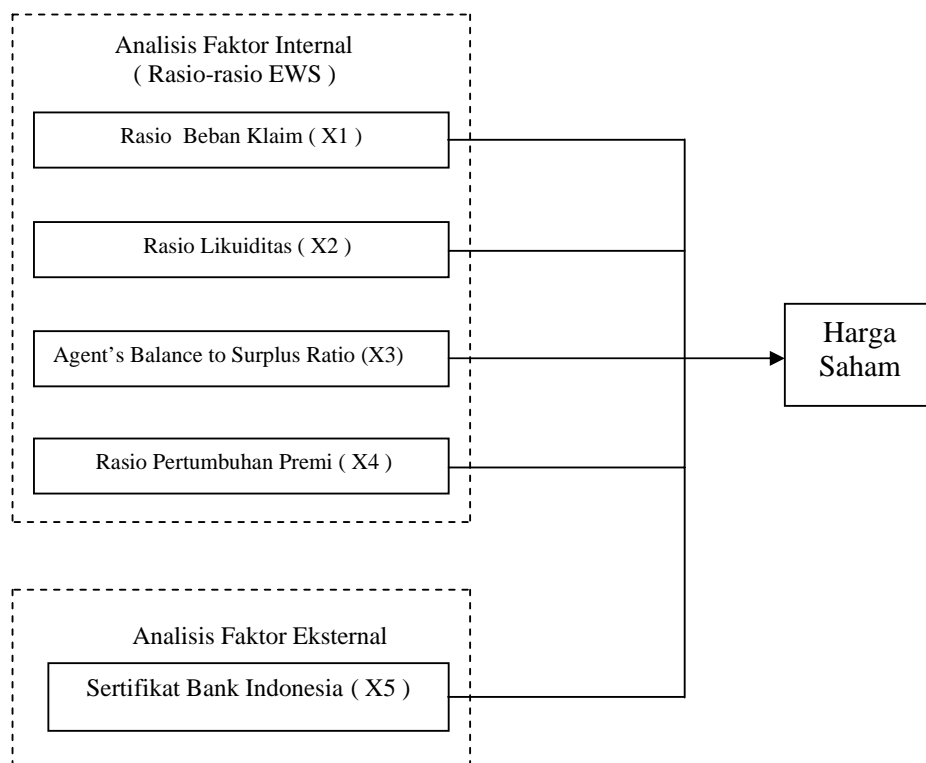 Analisis Faktor Internal
( Rasio-rasio EWS )
Rasio Beban Klaim ( X1 )
Rasio Likuiditas ( X2 )
Agent’s Balance to Surplus Ratio (X3)
Rasio Pertumbuhan Premi ( X4 )
Harga
Saham
Analisis Faktor Eksternal
Sertifikat Bank Indonesia ( X5 )